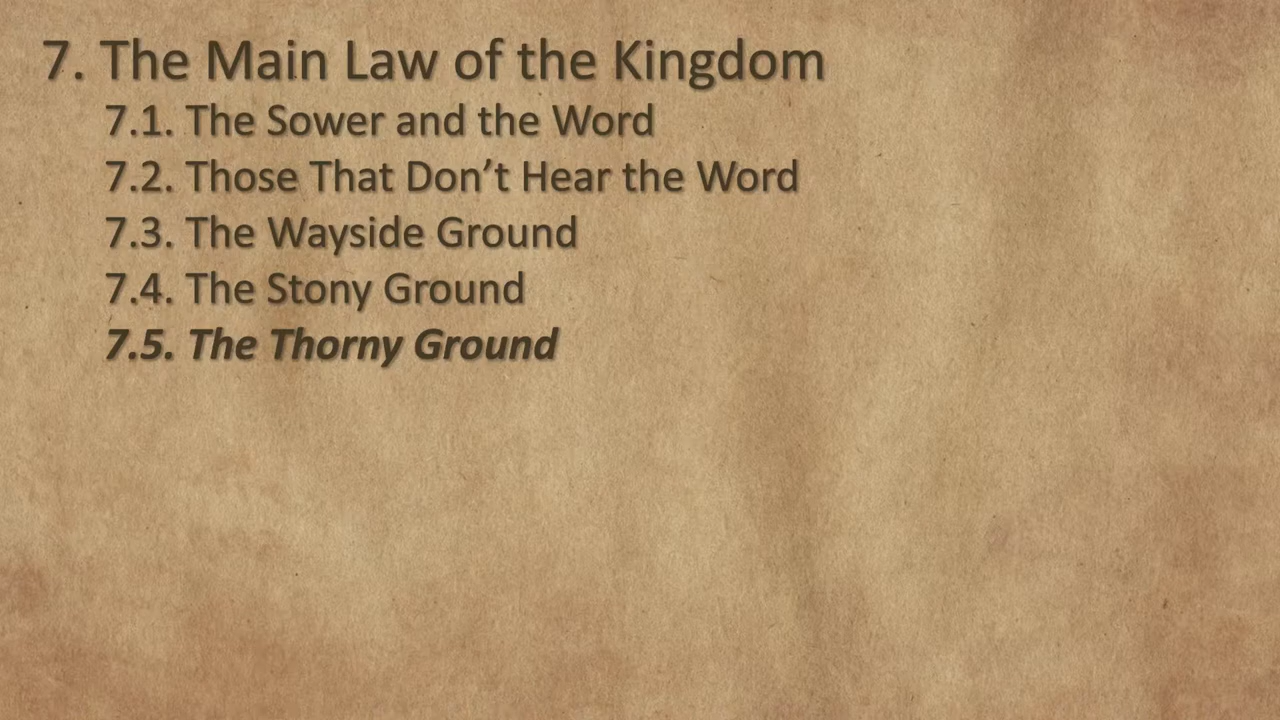 7. The Main Law of the Kingdom
7.1. The Sower and the Word
7.2. Those That Don’t Hear the Word
7.3. The Wayside Ground
7.4. The Stony Ground
7.5. The Thorny Ground